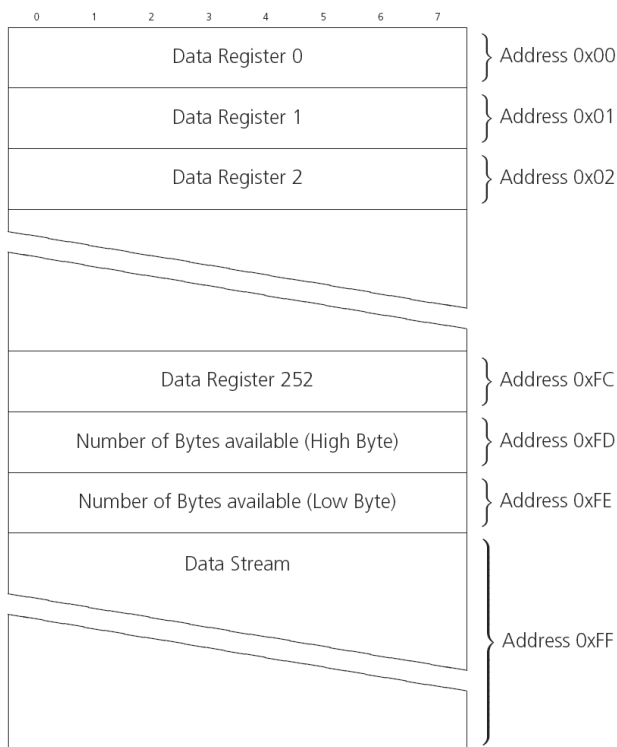 0 1 2 3 4 5 6 7
Data Register 0 Address 0x00
Data Register 1 Address 0x01
Data Register 2 Address 0x02
Data Register 252 Address 0xFC
Number of Bytes available (High Byte) Address 0xFD
Number of Bytes available (Low Byte) Address 0xFE
Data Stream
Address 0xFF